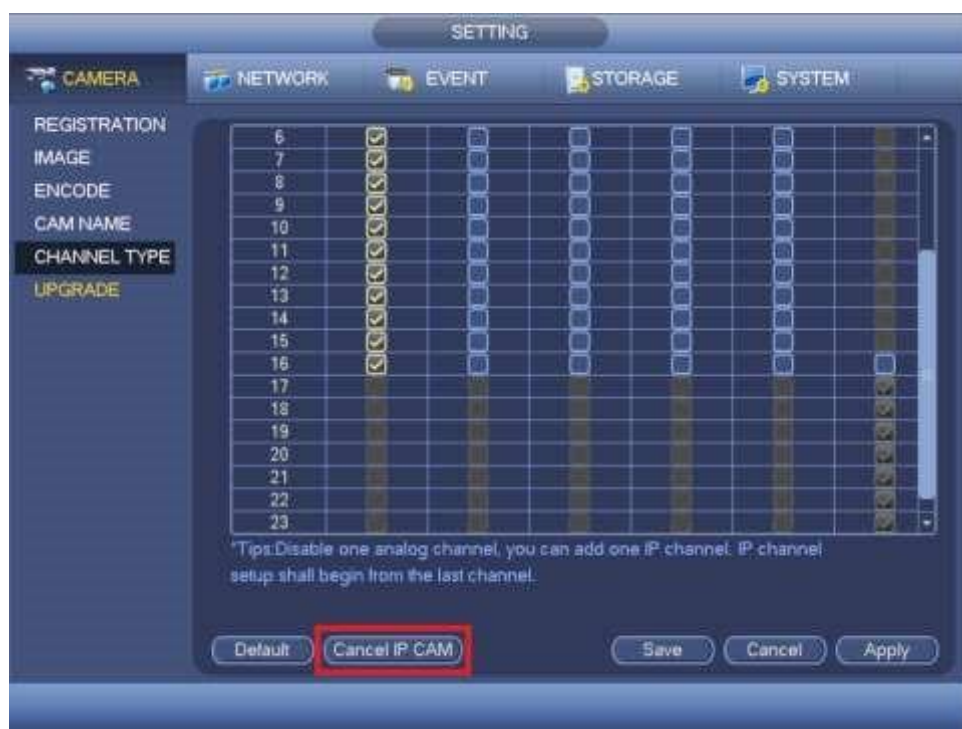 SETTING
CAMERA NETWORK EVENT STORAGE SYSTEM
REGISTRATION
IMAGE
ENCODE
CAM NAME
CHANNEL TYPE
UPGRADE
6
7
8
9
10
11
12
13
14
15
16
17
18
19
20
21
22
23
*Tips:Disable one analog channel, you can add one IP channel. IP channel
setup shall begin from the last channel.
Default Cancel IP CAM Save Cancel Apply